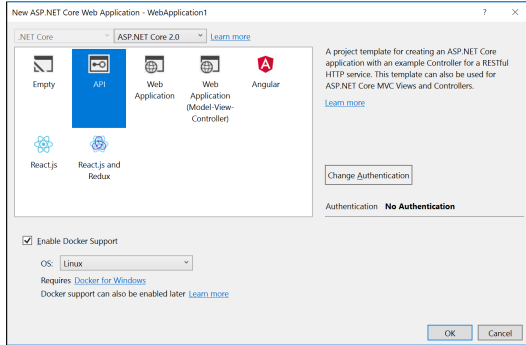 New ASP.NET Core Web Application - WebApplication1
? ×
.NET Core ASP.NET Core 2.0 Learn more
Empty
API
Web
Application
Web
Application
(Model-View-
Controller)
Angular
React.js
React.js and
Redux
A project template for creating an ASP.NET Core
application with an example Controller for a RESTful
HTTP service. This template can also be used for
ASP.NET Core MVC Views and Controllers.
Learn more
Change Authentication
Authentication No Authentication
Enable Docker Support
OS: Linux
Requires Docker for Windows
Docker support can also be enabled later Learn more
OK Cancel